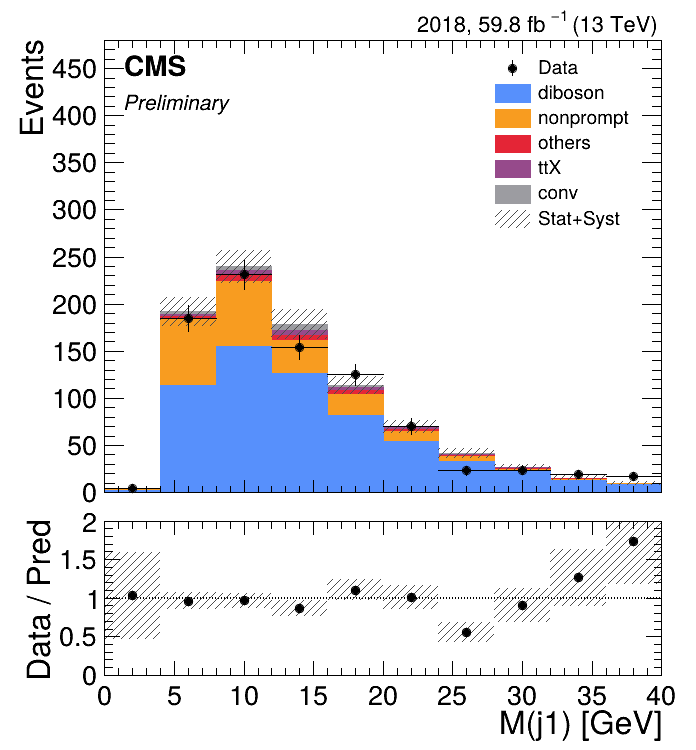 2018, 59.8 fb⁻¹ (13 TeV)
Events
CMS
Preliminary
450
400
350
300
250
200
150
100
50
0
Data
diboson
nonprompt
others
ttX
conv
Stat+Syst
Data / Pred
2
1.5
1
0.5
0
0 5 10 15 20 25 30 35 40
M(j1) [GeV]